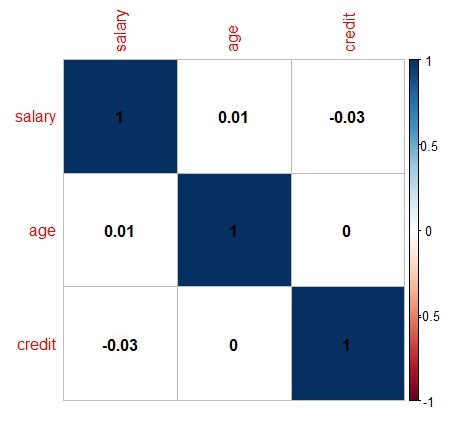 salary age credit
salary 1 0.01 -0.03
age 0.01 1 0
credit -0.03 0 1
1
0.5
0
-0.5
-1